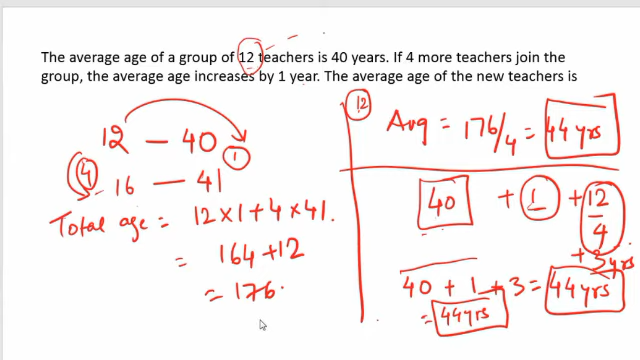 The average age of a group of 12 teachers is 40 years. If 4 more teachers join the
group, the average age increases by 1 year. The average age of the new teachers is
12 — 40
1
4
16 — 41
Total age = 12 × 1 + 4 × 41.
= 164 + 12
= 176.
12
Avg = 176/4 = 44 yrs
40 + 1 + 12/4
+ 3 yrs
40 + 1 + 3 = 44 yrs
= 44 yrs